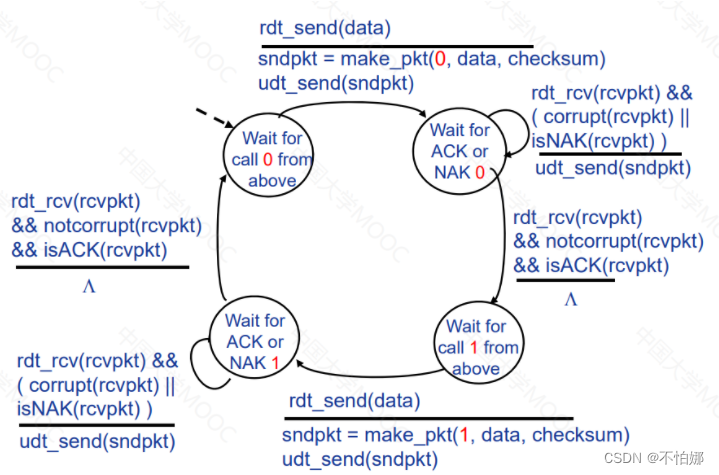 rdt_send(data)
sndpkt = make_pkt(0, data, checksum)
udt_send(sndpkt)
Wait for
call 0 from
above
Wait for
ACK or
NAK 0
rdt_rcv(rcvpkt) &&
( corrupt(rcvpkt) ||
isNAK(rcvpkt) )
udt_send(sndpkt)
rdt_rcv(rcvpkt)
&& notcorrupt(rcvpkt)
&& isACK(rcvpkt)
Λ
rdt_rcv(rcvpkt)
&& notcorrupt(rcvpkt)
&& isACK(rcvpkt)
Λ
Wait for
ACK or
NAK 1
Wait for
call 1 from
above
rdt_rcv(rcvpkt) &&
( corrupt(rcvpkt) ||
isNAK(rcvpkt) )
udt_send(sndpkt)
rdt_send(data)
sndpkt = make_pkt(1, data, checksum)
udt_send(sndpkt)
中国大学MOOC
CSDN @不怕娜